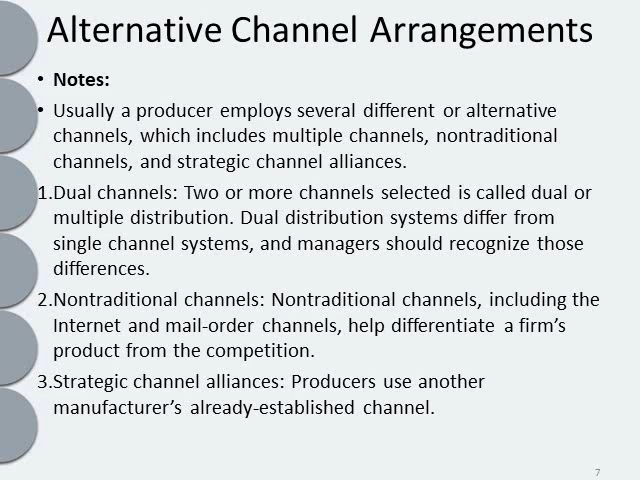 Alternative Channel Arrangements
• Notes:
• Usually a producer employs several different or alternative
channels, which includes multiple channels, nontraditional
channels, and strategic channel alliances.
1.Dual channels: Two or more channels selected is called dual or
multiple distribution. Dual distribution systems differ from
single channel systems, and managers should recognize those
differences.
2.Nontraditional channels: Nontraditional channels, including the
Internet and mail-order channels, help differentiate a firm’s
product from the competition.
3.Strategic channel alliances: Producers use another
manufacturer’s already-established channel.
7